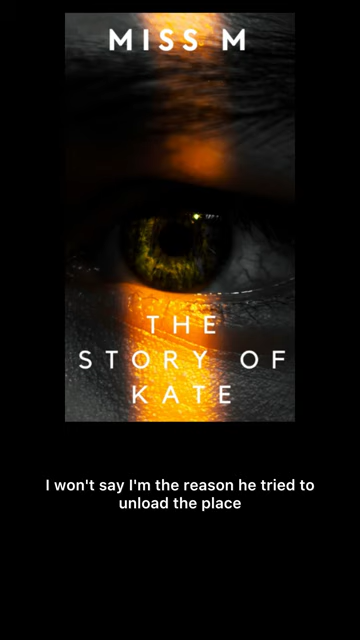 MISS M
THE
STORY OF
KATE
I won't say I'm the reason he tried to
unload the place